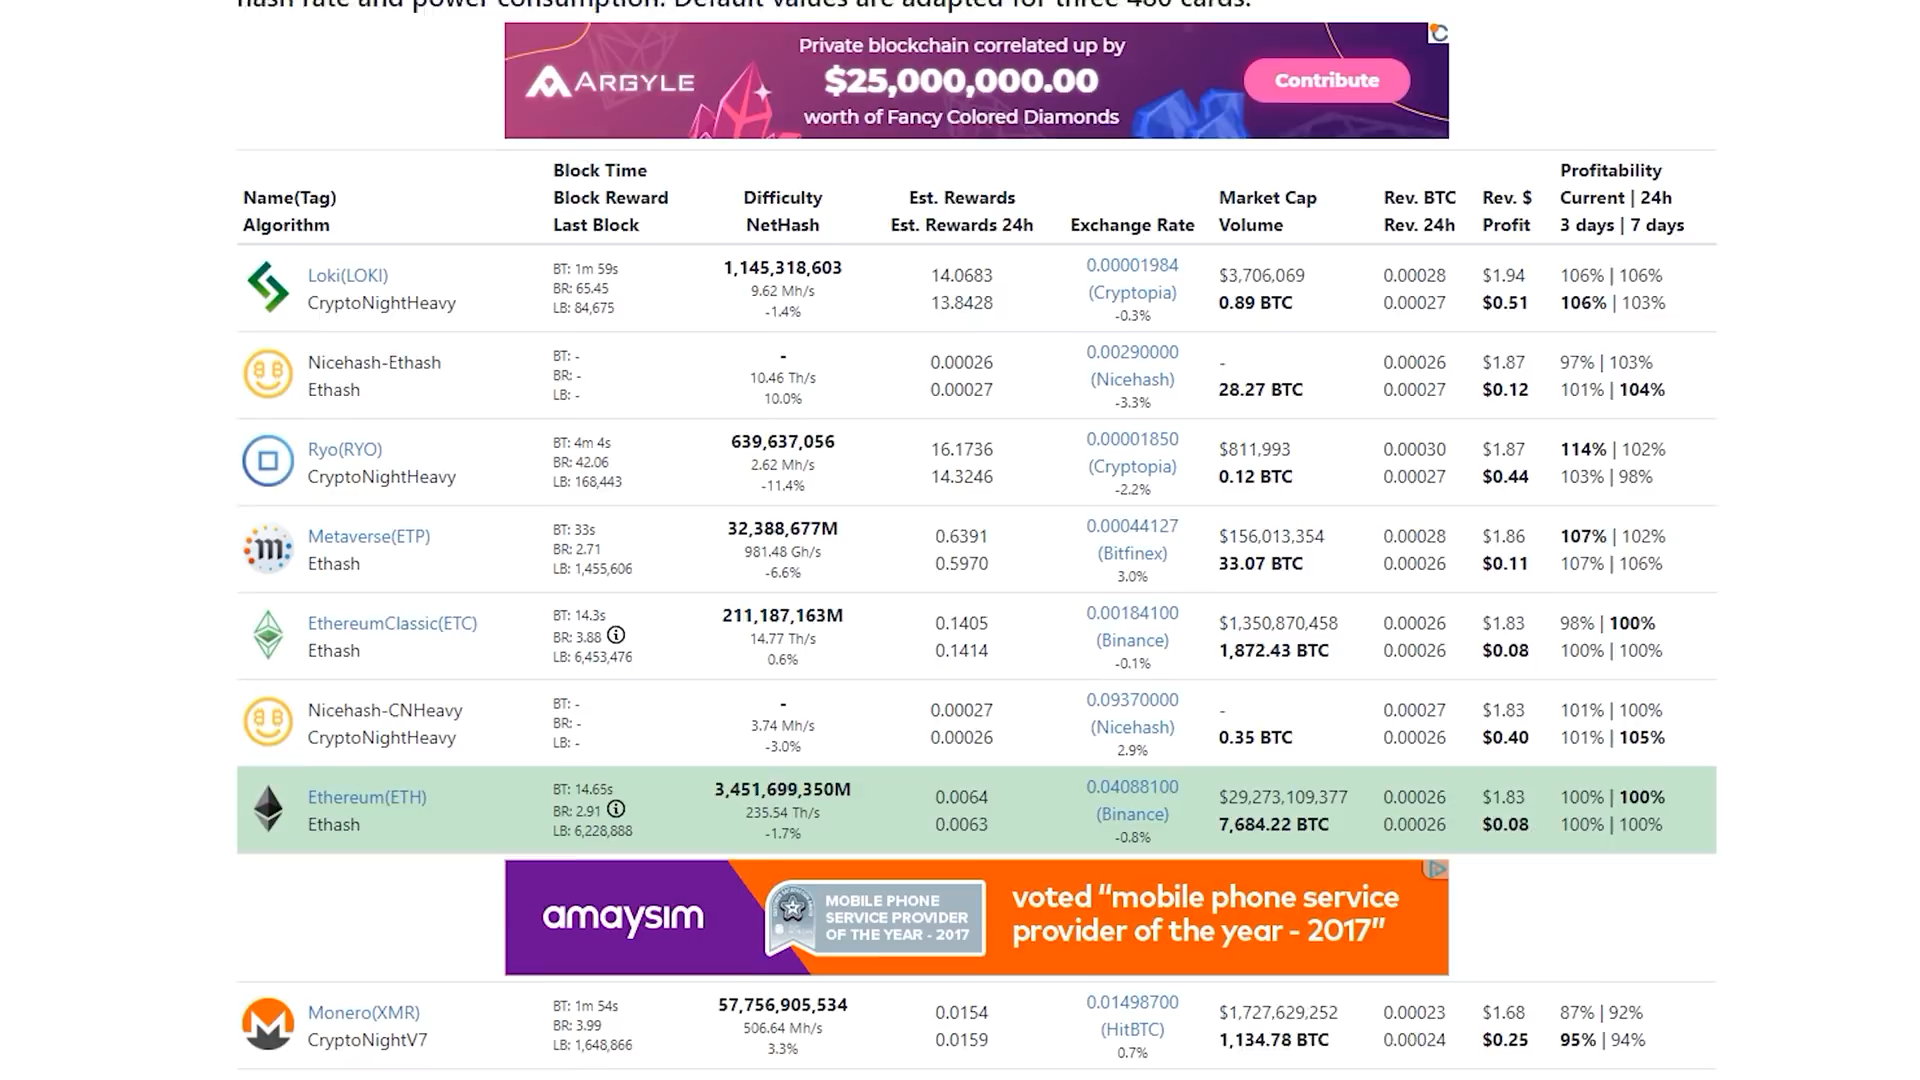 hash rate and power consumption. Default values are adapted for three 480 cards.
ARGYLE
Private blockchain correlated up by
$25,000,000.00
worth of Fancy Colored Diamonds
Contribute
Name(Tag)
Algorithm
Block Time
Block Reward
Last Block
Difficulty
NetHash
Est. Rewards
Est. Rewards 24h
Exchange Rate
Market Cap
Volume
Rev. BTC
Rev. 24h
Rev. $
Profit
Profitability
Current | 24h
3 days | 7 days
Loki(LOKI)
CryptoNightHeavy
BT: 1m 59s
BR: 65.45
LB: 84,675
1,145,318,603
9.62 Mh/s
-1.4%
14.0683
13.8428
0.00001984
(Cryptopia)
-0.3%
$3,706,069
0.89 BTC
0.00028
0.00027
$1.94
$0.51
106% | 106%
106% | 103%
Nicehash-Ethash
Ethash
BT: -
BR: -
LB: -
-
10.46 Th/s
10.0%
0.00026
0.00027
0.00290000
(Nicehash)
-3.3%
-
28.27 BTC
0.00026
0.00027
$1.87
$0.12
97% | 103%
101% | 104%
Ryo(RYO)
CryptoNightHeavy
BT: 4m 4s
BR: 42.06
LB: 168,443
639,637,056
2.62 Mh/s
-11.4%
16.1736
14.3246
0.00001850
(Cryptopia)
-2.2%
$811,993
0.12 BTC
0.00030
0.00027
$1.87
$0.44
114% | 102%
103% | 98%
Metaverse(ETP)
Ethash
BT: 33s
BR: 2.71
LB: 1,455,606
32,388,677M
981.48 Gh/s
-6.6%
0.6391
0.5970
0.00044127
(Bitfinex)
3.0%
$156,013,354
33.07 BTC
0.00028
0.00026
$1.86
$0.11
107% | 102%
107% | 106%
EthereumClassic(ETC)
Ethash
BT: 14.3s
BR: 3.88
LB: 6,453,476
211,187,163M
14.77 Th/s
0.6%
0.1405
0.1414
0.00184100
(Binance)
-0.1%
$1,350,870,458
1,872.43 BTC
0.00026
0.00026
$1.83
$0.08
98% | 100%
100% | 100%
Nicehash-CNHeavy
CryptoNightHeavy
BT: -
BR: -
LB: -
-
3.74 Mh/s
-3.0%
0.00027
0.00026
0.09370000
(Nicehash)
2.9%
-
0.35 BTC
0.00027
0.00026
$1.83
$0.40
101% | 100%
101% | 105%
Ethereum(ETH)
Ethash
BT: 14.65s
BR: 2.91
LB: 6,228,888
3,451,699,350M
235.54 Th/s
-1.7%
0.0064
0.0063
0.04088100
(Binance)
-0.8%
$29,273,109,377
7,684.22 BTC
0.00026
0.00026
$1.83
$0.08
100% | 100%
100% | 100%
amaysim
MOBILE PHONE
SERVICE PROVIDER
OF THE YEAR - 2017
voted “mobile phone service
provider of the year - 2017”
Monero(XMR)
CryptoNightV7
BT: 1m 54s
BR: 3.99
LB: 1,648,866
57,756,905,534
506.64 Mh/s
3.3%
0.0154
0.0159
0.01498700
(HitBTC)
0.7%
$1,727,629,252
1,134.78 BTC
0.00023
0.00024
$1.68
$0.25
87% | 92%
95% | 94%